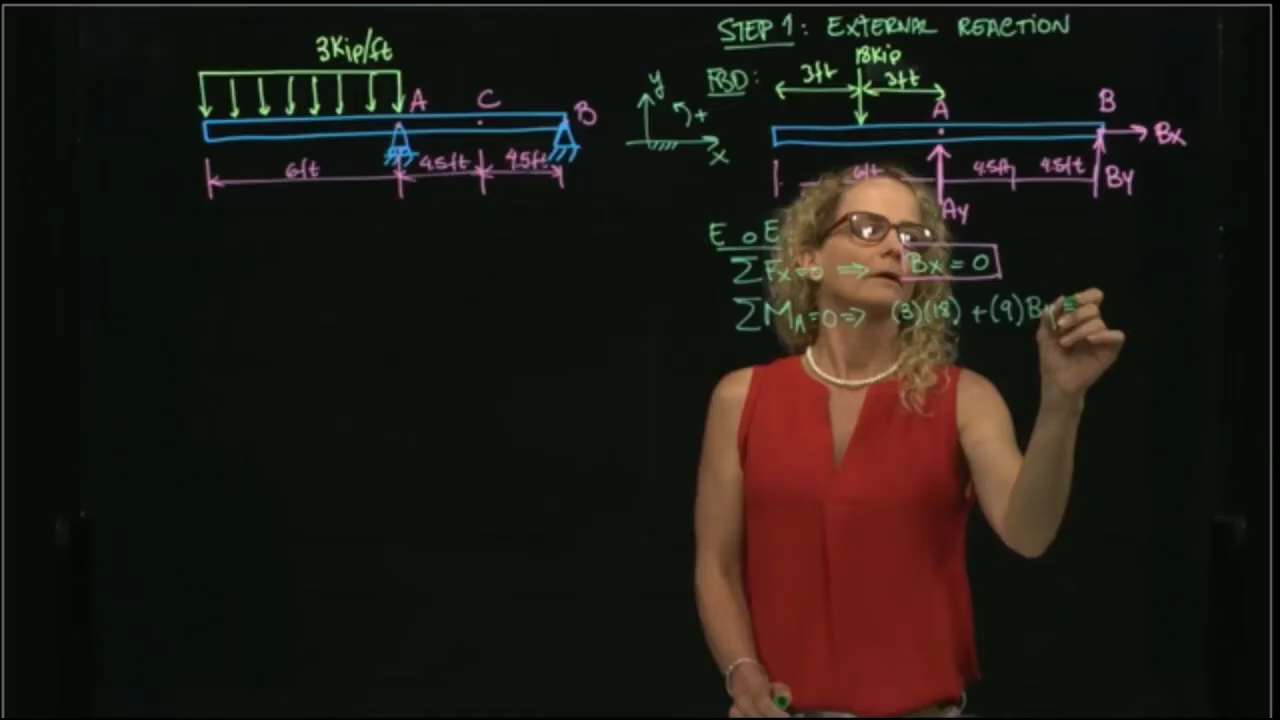 STEP 1: EXTERNAL REACTION
3Kip/ft
A
C
B
6ft
4.5ft
4.5ft
y
+
x
FBD:
3ft
18Kip
3ft
A
B
Bx
6ft
4.5ft
4.5ft
By
Ay
E o E
ΣFx=0 ⇒ Bx = 0
ΣM_A=0 ⇒ (3)(18) + (9)By =